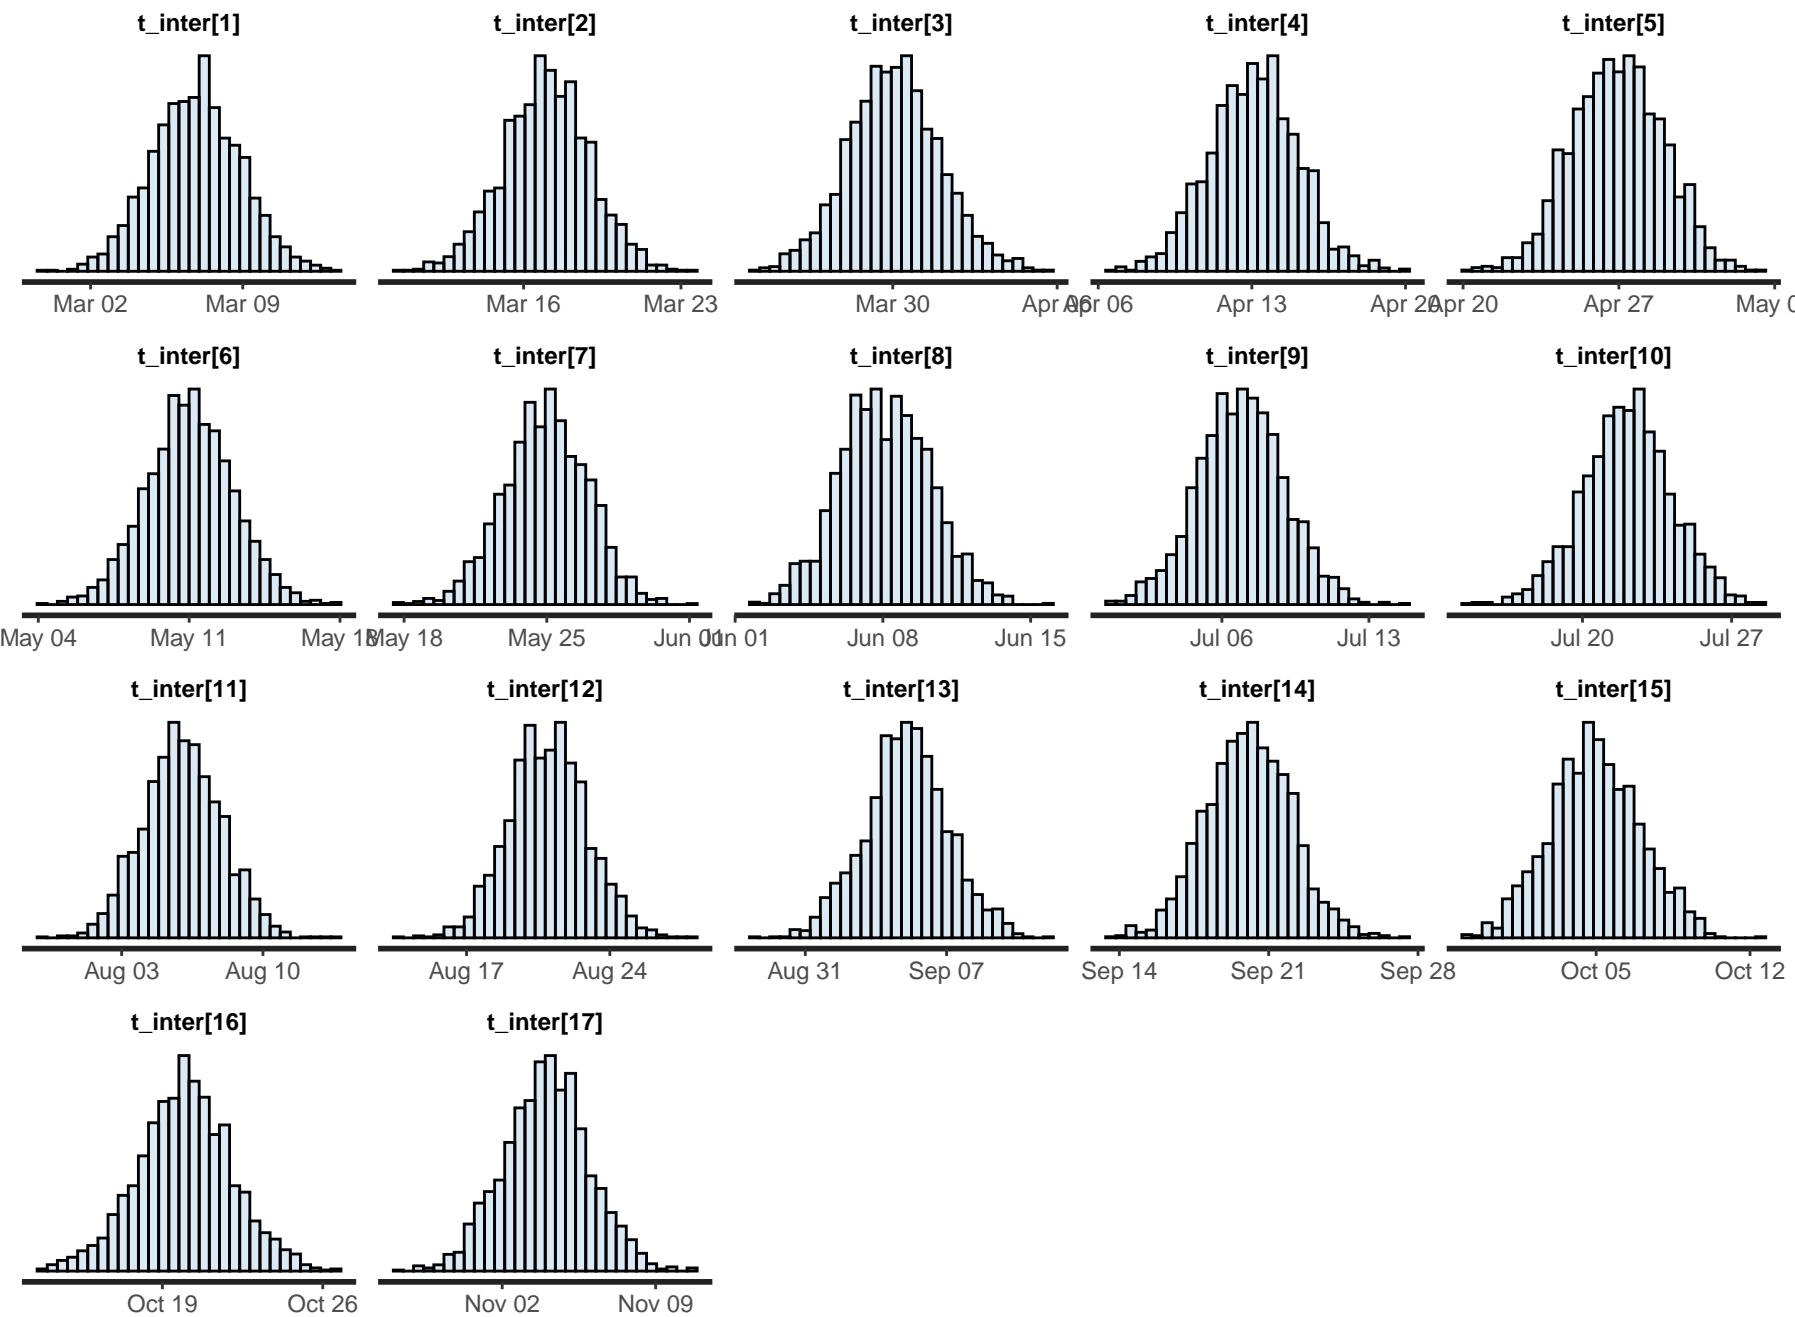 t_inter[1] t_inter[2] t_inter[3] t_inter[4] t_inter[5]
Mar 02 Mar 09 Mar 16 Mar 23 Mar 30 Apr 06 Apr 06 Apr 13 Apr 20 Apr 20 Apr 27 May 0
t_inter[6] t_inter[7] t_inter[8] t_inter[9] t_inter[10]
May 04 May 11 May 18 May 18 May 25 Jun 01 Jun 01 Jun 08 Jun 15 Jul 06 Jul 13 Jul 20 Jul 27
t_inter[11] t_inter[12] t_inter[13] t_inter[14] t_inter[15]
Aug 03 Aug 10 Aug 17 Aug 24 Aug 31 Sep 07 Sep 14 Sep 21 Sep 28 Oct 05 Oct 12
t_inter[16] t_inter[17]
Oct 19 Oct 26 Nov 02 Nov 09